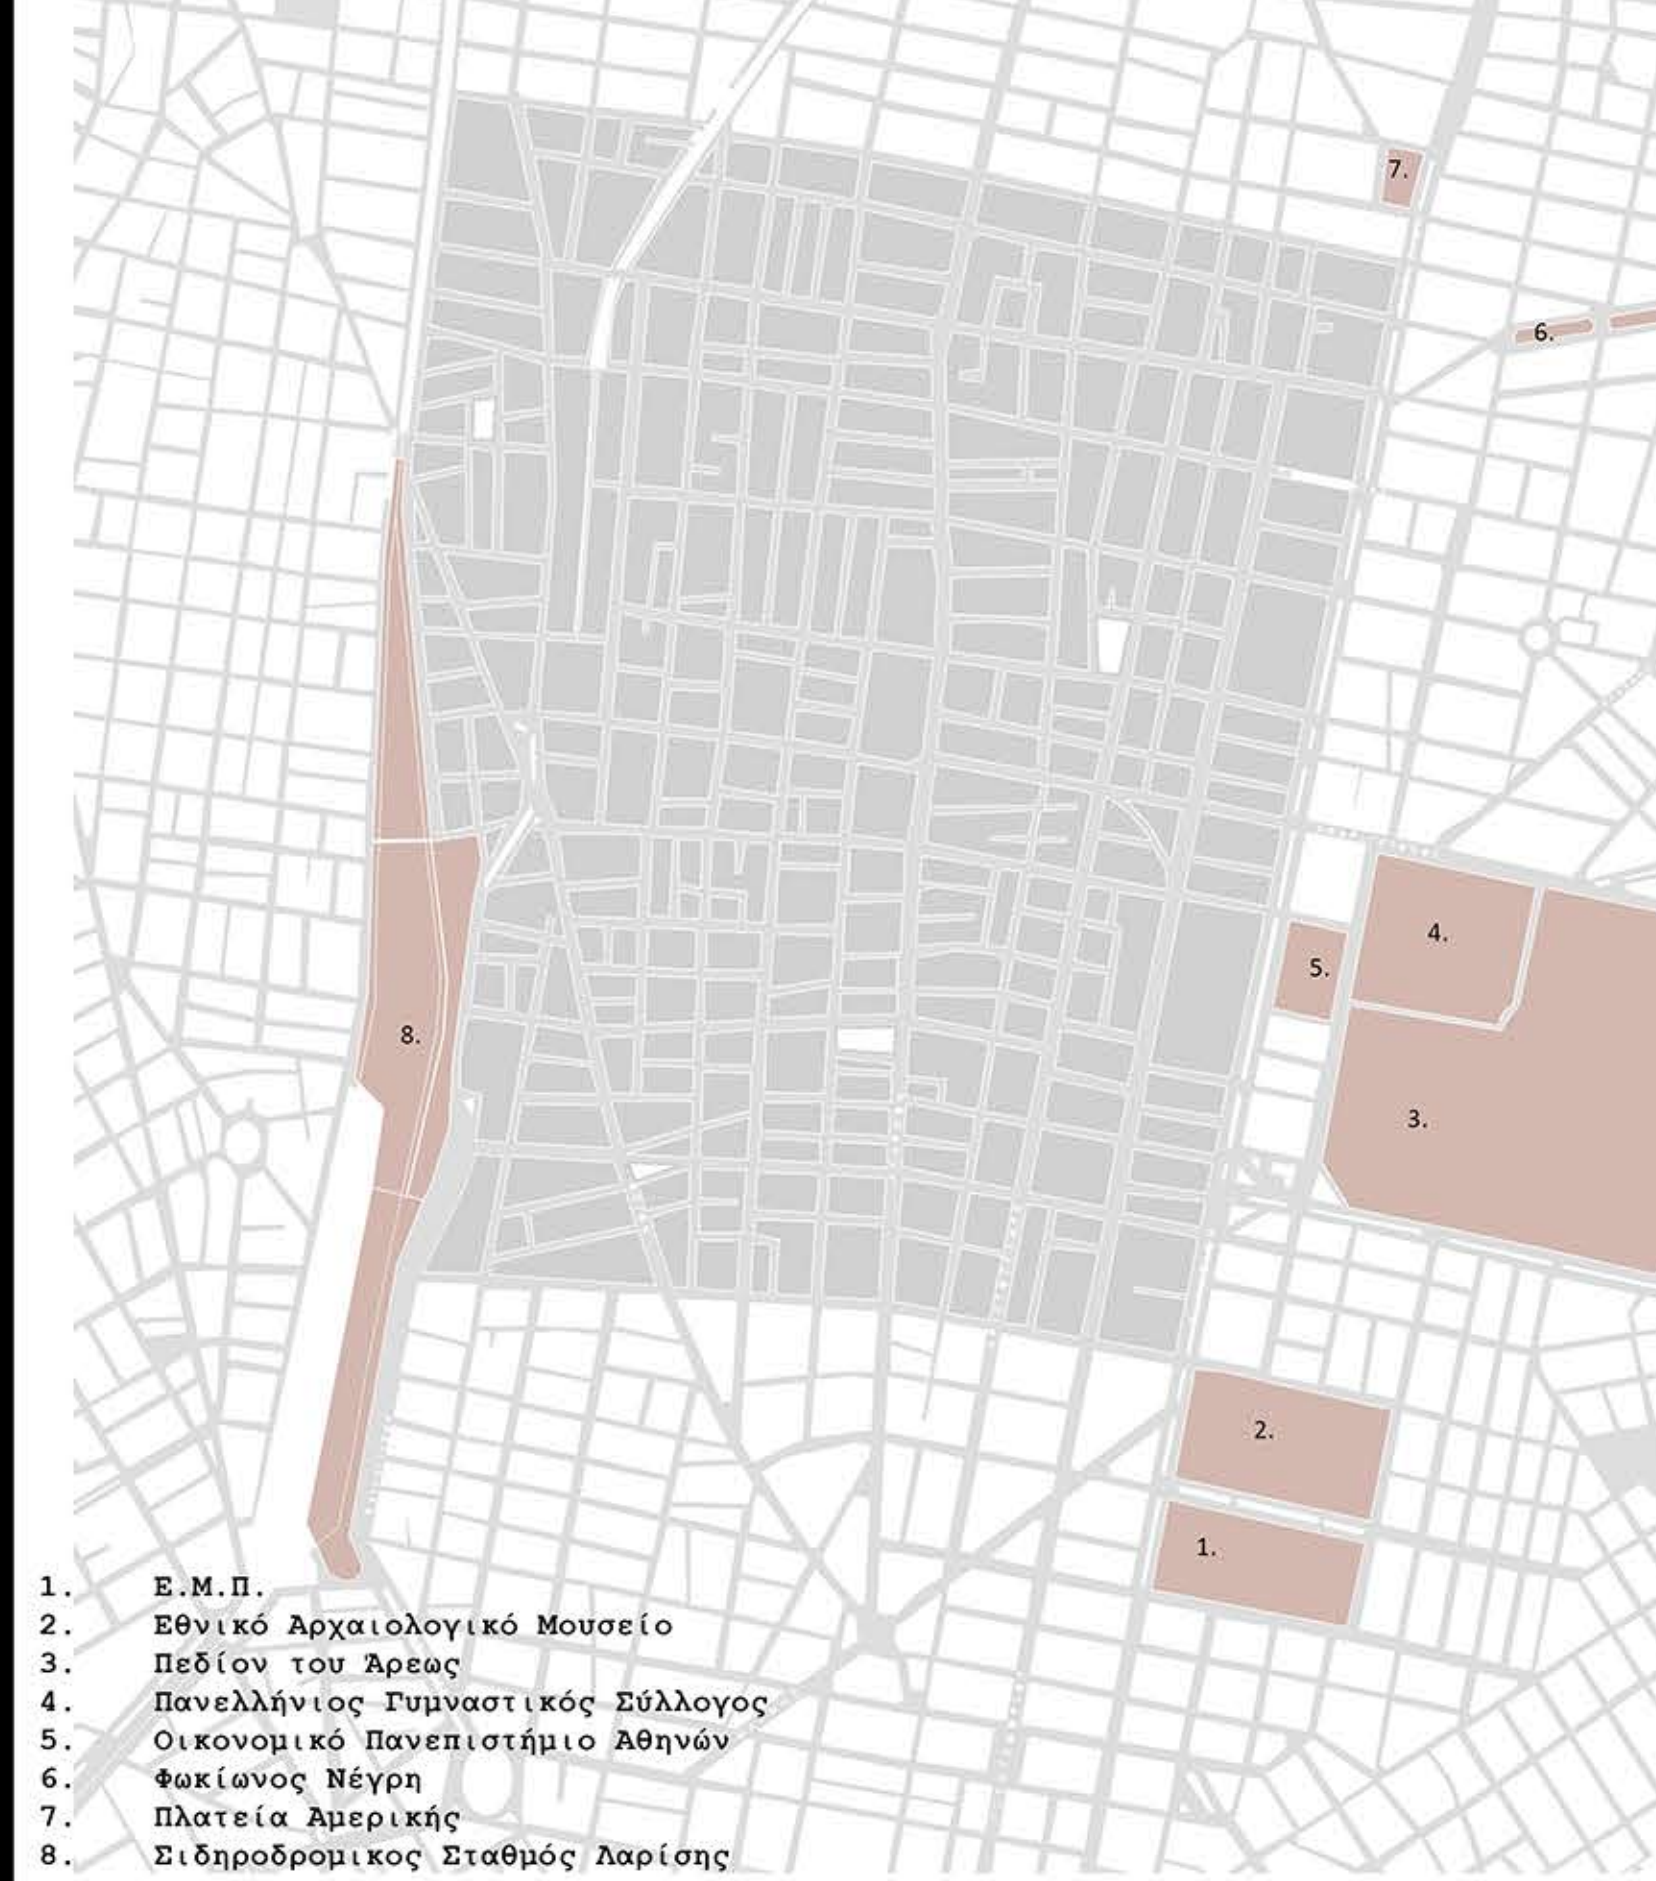 7.
6.
4.
5.
8.
3.
2.
1.
1. Ε.Μ.Π.
2. Εθνικό Αρχαιολογικό Μουσείο
3. Πεδίον του Άρεως
4. Πανελλήνιος Γυμναστικός Σύλλογος
5. Οικονομικό Πανεπιστήμιο Αθηνών
6. Φωκίωνος Νέγρη
7. Πλατεία Αμερικής
8. Σιδηροδρομικος Σταθμός Λαρίσης